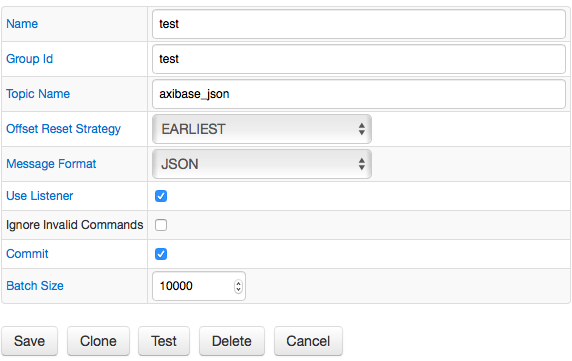 Name test
Group Id test
Topic Name axibase_json
Offset Reset Strategy EARLIEST
Message Format JSON
Use Listener
Ignore Invalid Commands
Commit
Batch Size 10000
Save Clone Test Delete Cancel